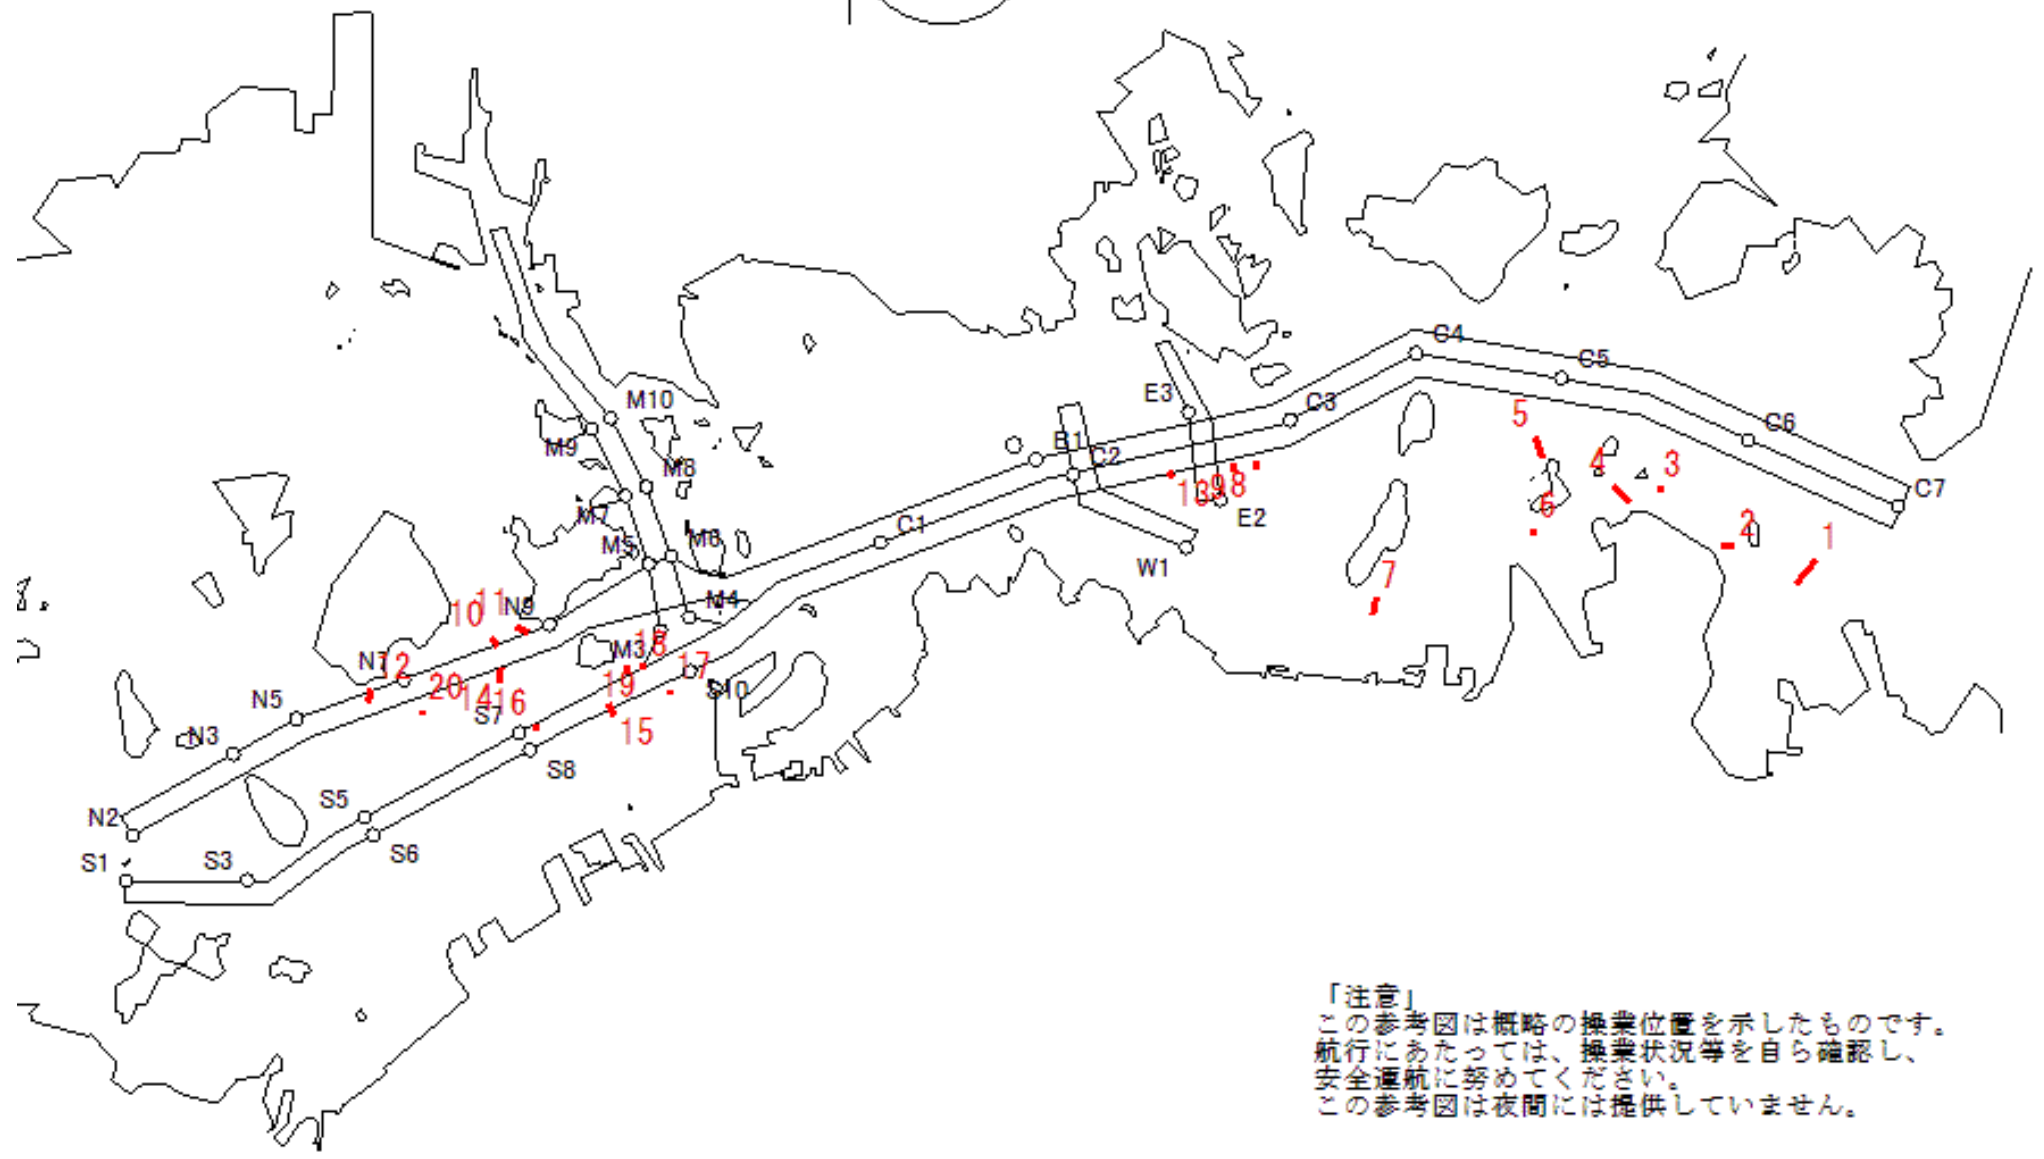 C4
C5
M10
E3
C3
5
C6
M9
B1
C2
M8
4
3
C7
13
9
8
M7
6
E2
C1
2
1
M5
M6
W1
7
10
11
N9
M4
18
M3
N7
12
17
20
14
16
19
S10
N5
S7
15
N3
S8
S5
N2
S6
S1
S3
「注意」
この参考図は概略の操業位置を示したものです。
航行にあたっては、操業状況等を自ら確認し、
安全運航に努めてください。
この参考図は夜間には提供していません。